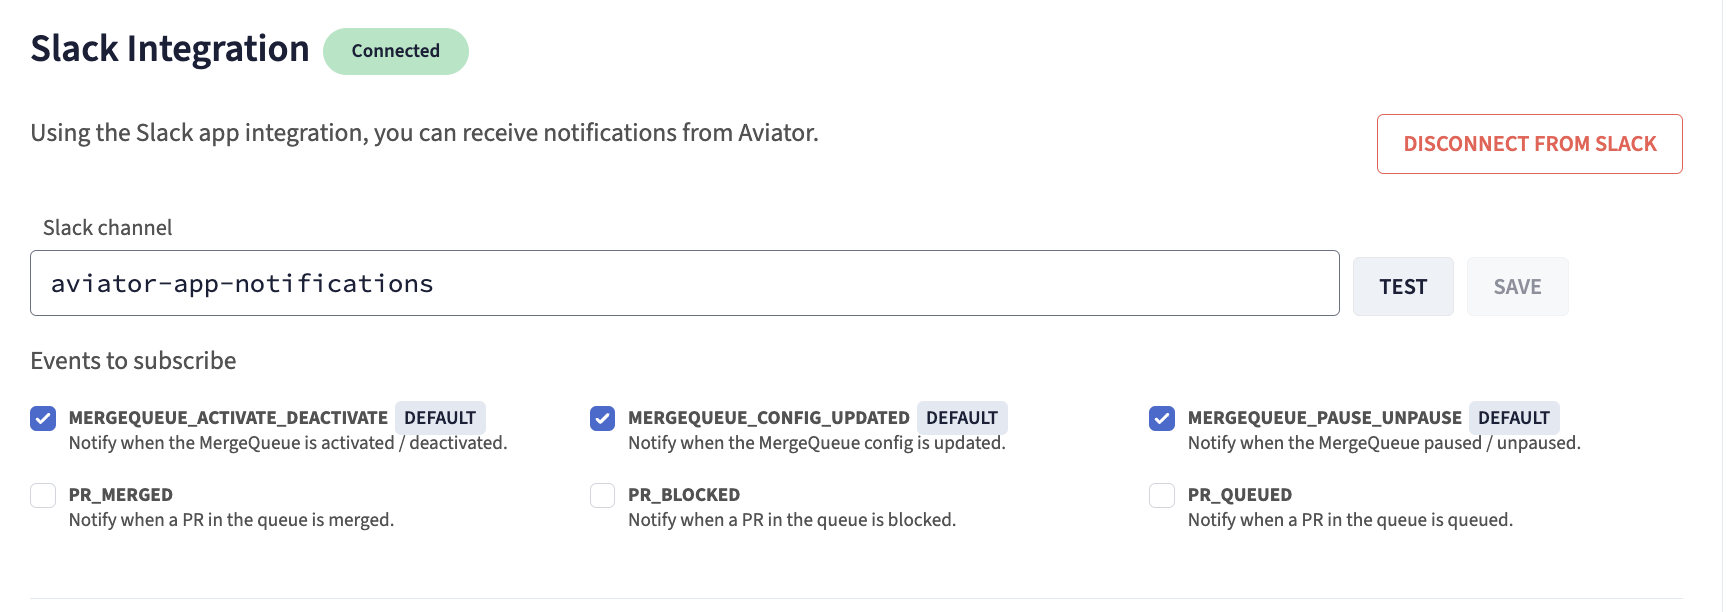 Slack Integration Connected
Using the Slack app integration, you can receive notifications from Aviator.
DISCONNECT FROM SLACK
Slack channel
aviator-app-notifications
TEST
SAVE
Events to subscribe
MERGEQUEUE_ACTIVATE_DEACTIVATE DEFAULT
Notify when the MergeQueue is activated / deactivated.
MERGEQUEUE_CONFIG_UPDATED DEFAULT
Notify when the MergeQueue config is updated.
MERGEQUEUE_PAUSE_UNPAUSE DEFAULT
Notify when the MergeQueue paused / unpaused.
PR_MERGED
Notify when a PR in the queue is merged.
PR_BLOCKED
Notify when a PR in the queue is blocked.
PR_QUEUED
Notify when a PR in the queue is queued.